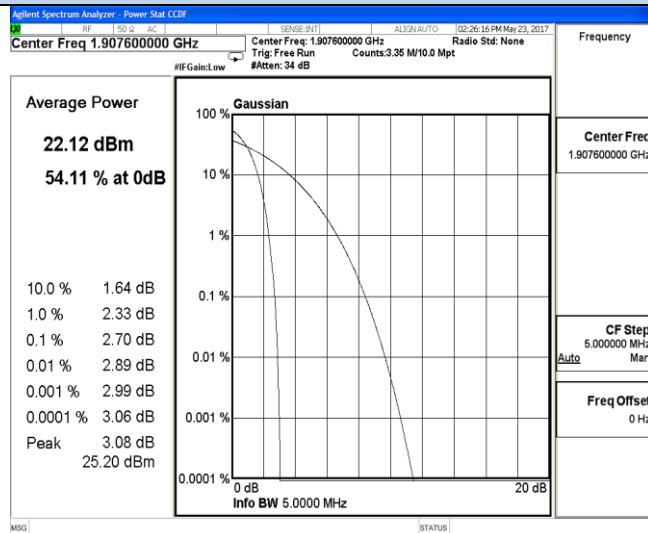 Agilent Spectrum Analyzer - Power Stat CCDF
RF 50 Ω AC SENSE:INT ALIGN AUTO 02:26:16 PM May 23, 2017
Center Freq 1.907600000 GHz
Center Freq: 1.907600000 GHz Radio Std: None
Trig: Free Run Counts:3.35 M/10.0 Mpt
#IFGain:Low #Atten: 34 dB
Frequency
Average Power
22.12 dBm
54.11 % at 0dB
10.0 % 1.64 dB
1.0 % 2.33 dB
0.1 % 2.70 dB
0.01 % 2.89 dB
0.001 % 2.99 dB
0.0001 % 3.06 dB
Peak 3.08 dB
25.20 dBm
Gaussian
100 %
10 %
1 %
0.1 %
0.01 %
0.001 %
0.0001 %
0 dB 20 dB
Info BW 5.0000 MHz
Center Freq
1.907600000 GHz
CF Step
5.000000 MHz
Auto Man
Freq Offset
0 Hz
MSG STATUS